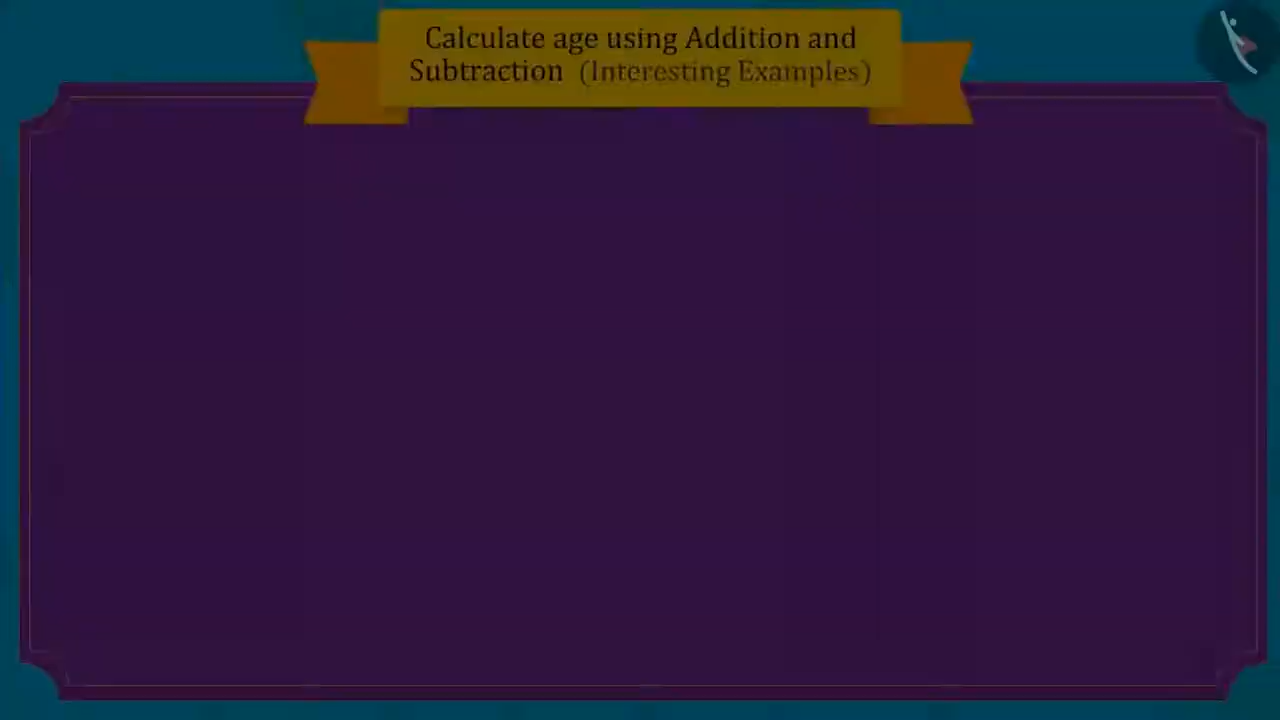 Calculate age using Addition and
Subtraction (Interesting Examples)